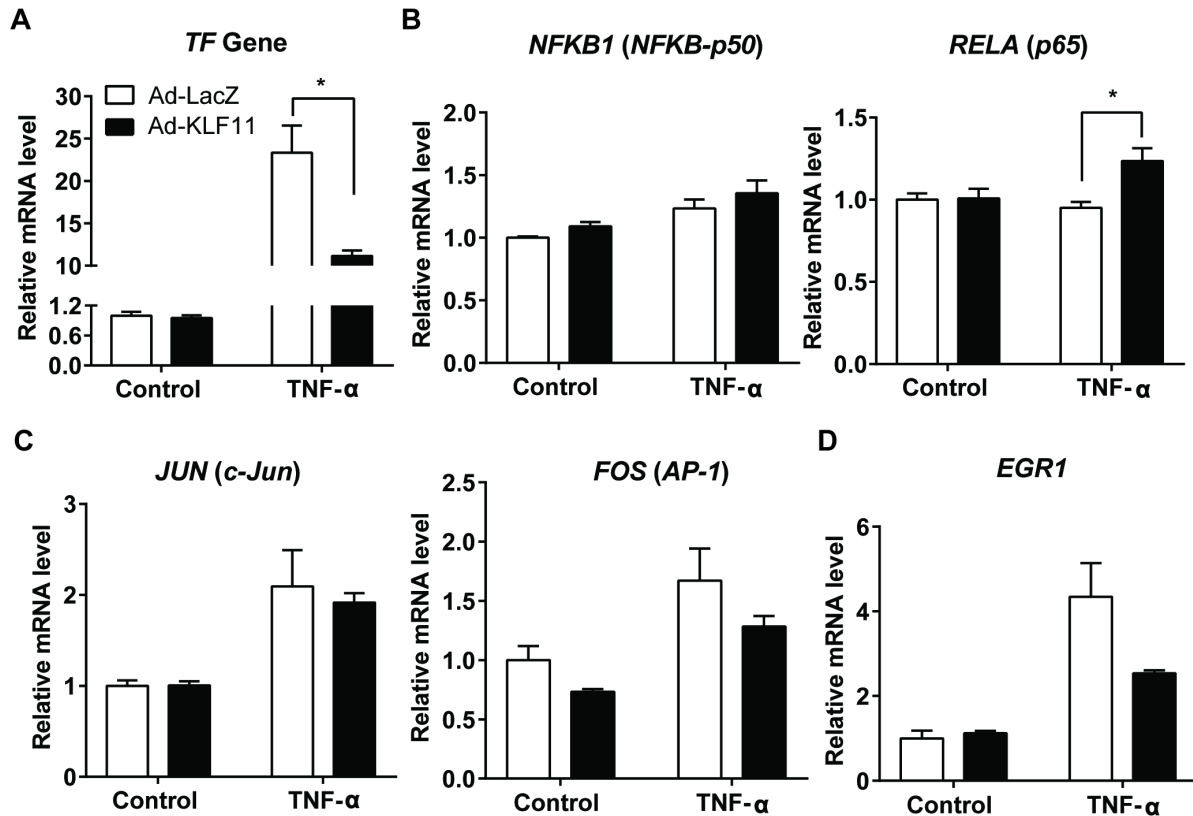 A
TF Gene
Relative mRNA level
30
25
20
15
10
1.2
0.6
0.0
Ad-LacZ
Ad-KLF11
*
Control
TNF-α
B
NFKB1 (NFKB-p50)
Relative mRNA level
2.0
1.5
1.0
0.5
0.0
Control
TNF-α
RELA (p65)
Relative mRNA level
1.5
1.0
0.5
0.0
*
Control
TNF-α
C
JUN (c-Jun)
Relative mRNA level
3
2
1
0
Control
TNF-α
FOS (AP-1)
Relative mRNA level
2.5
2.0
1.5
1.0
0.5
0.0
Control
TNF-α
D
EGR1
Relative mRNA level
6
4
2
0
Control
TNF-α